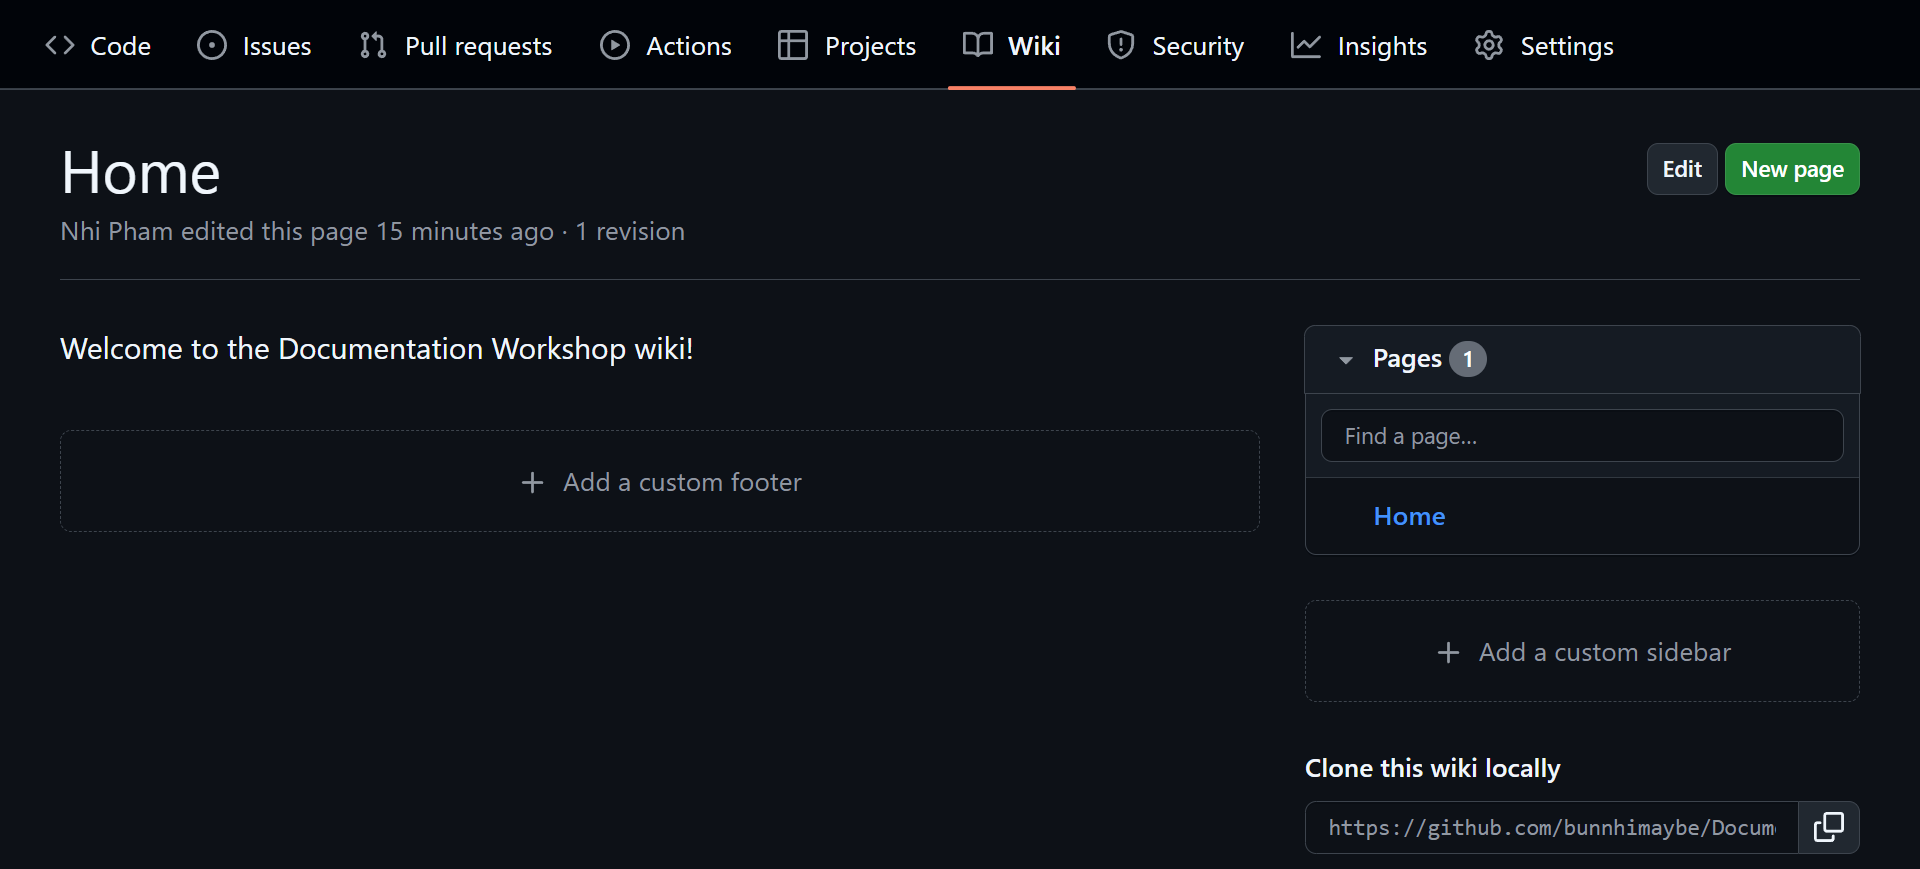 Code Issues Pull requests Actions Projects Wiki Security Insights Settings
Home
Edit New page
Nhi Pham edited this page 15 minutes ago · 1 revision
Welcome to the Documentation Workshop wiki!
Add a custom footer
Pages 1
Find a page...
Home
Add a custom sidebar
Clone this wiki locally
https://github.com/bunnhimaybe/Docum